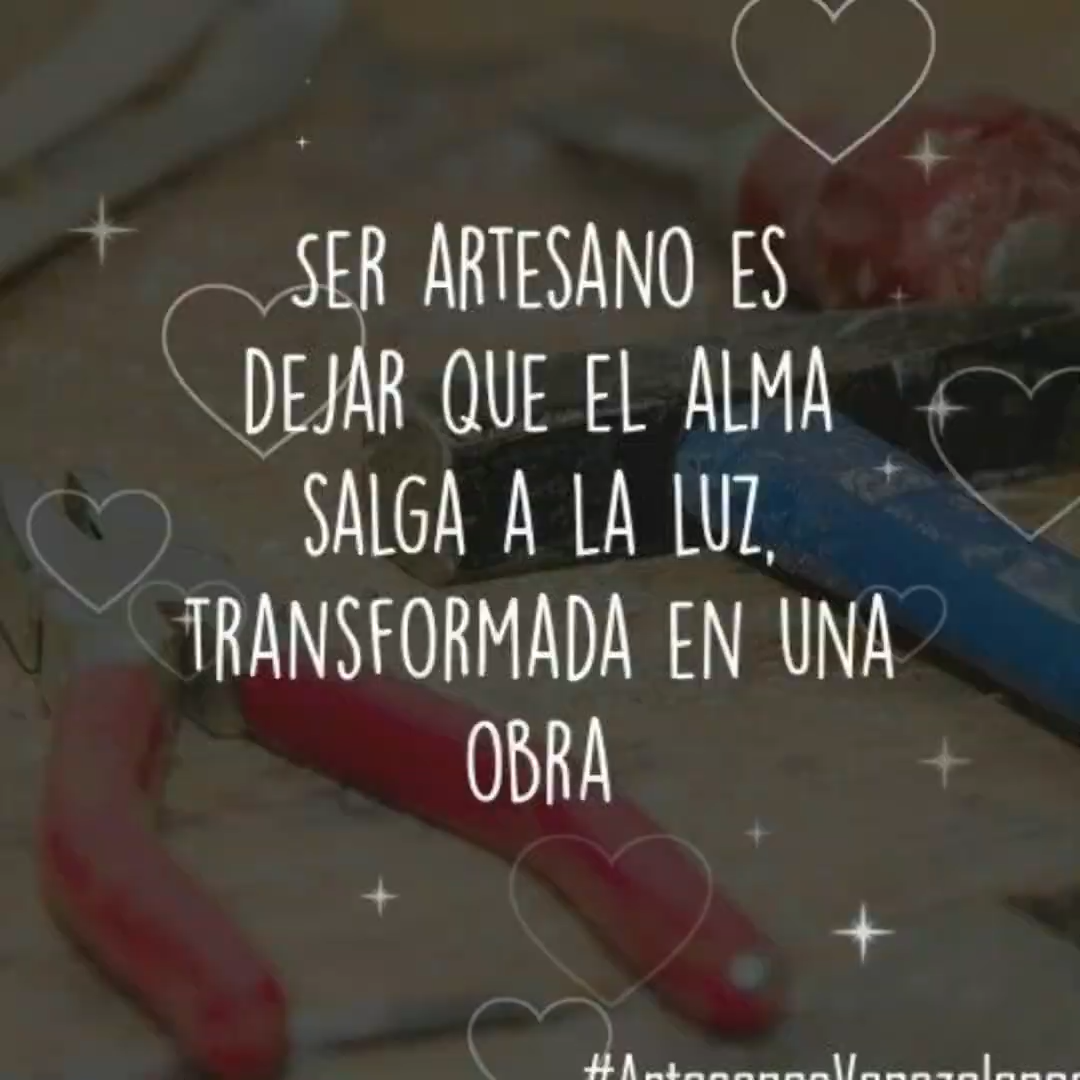 SER ARTESANO ES
DEJAR QUE EL ALMA
SALGA A LA LUZ,
TRANSFORMADA EN UNA
OBRA